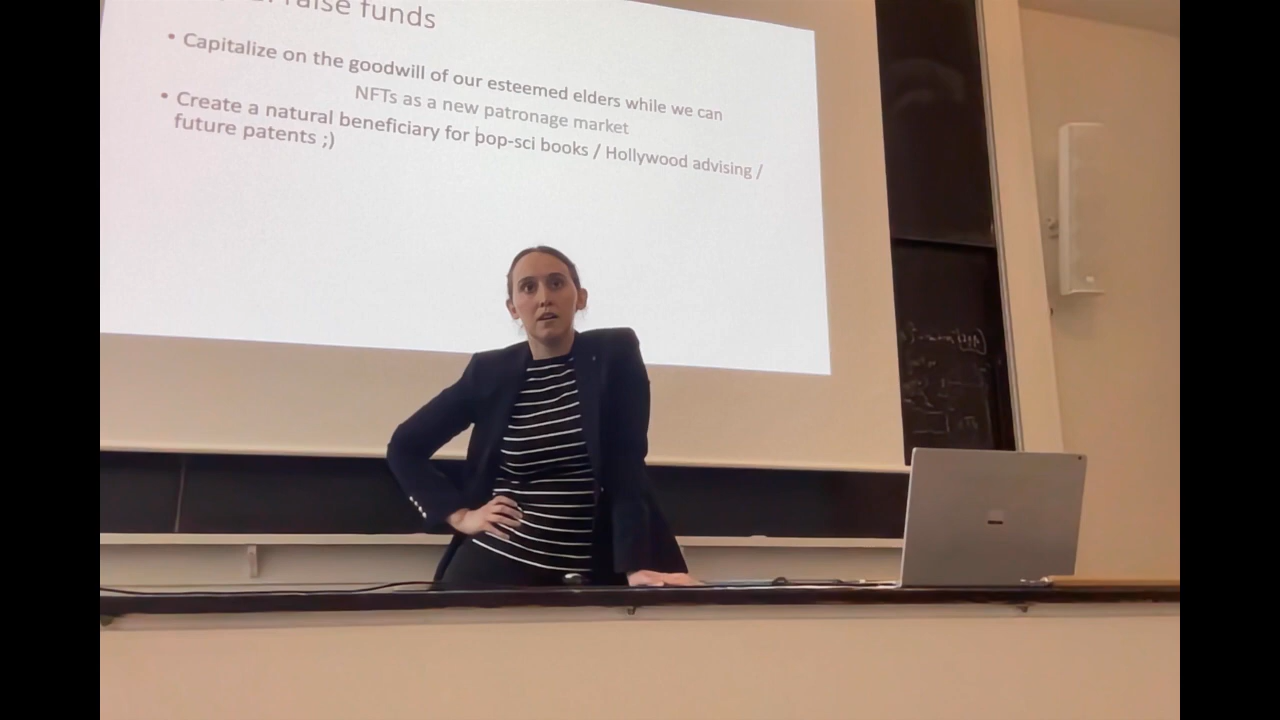 raise funds
• Capitalize on the goodwill of our esteemed elders while we can
NFTs as a new patronage market
• Create a natural beneficiary for pop-sci books / Hollywood advising /
future patents ;)